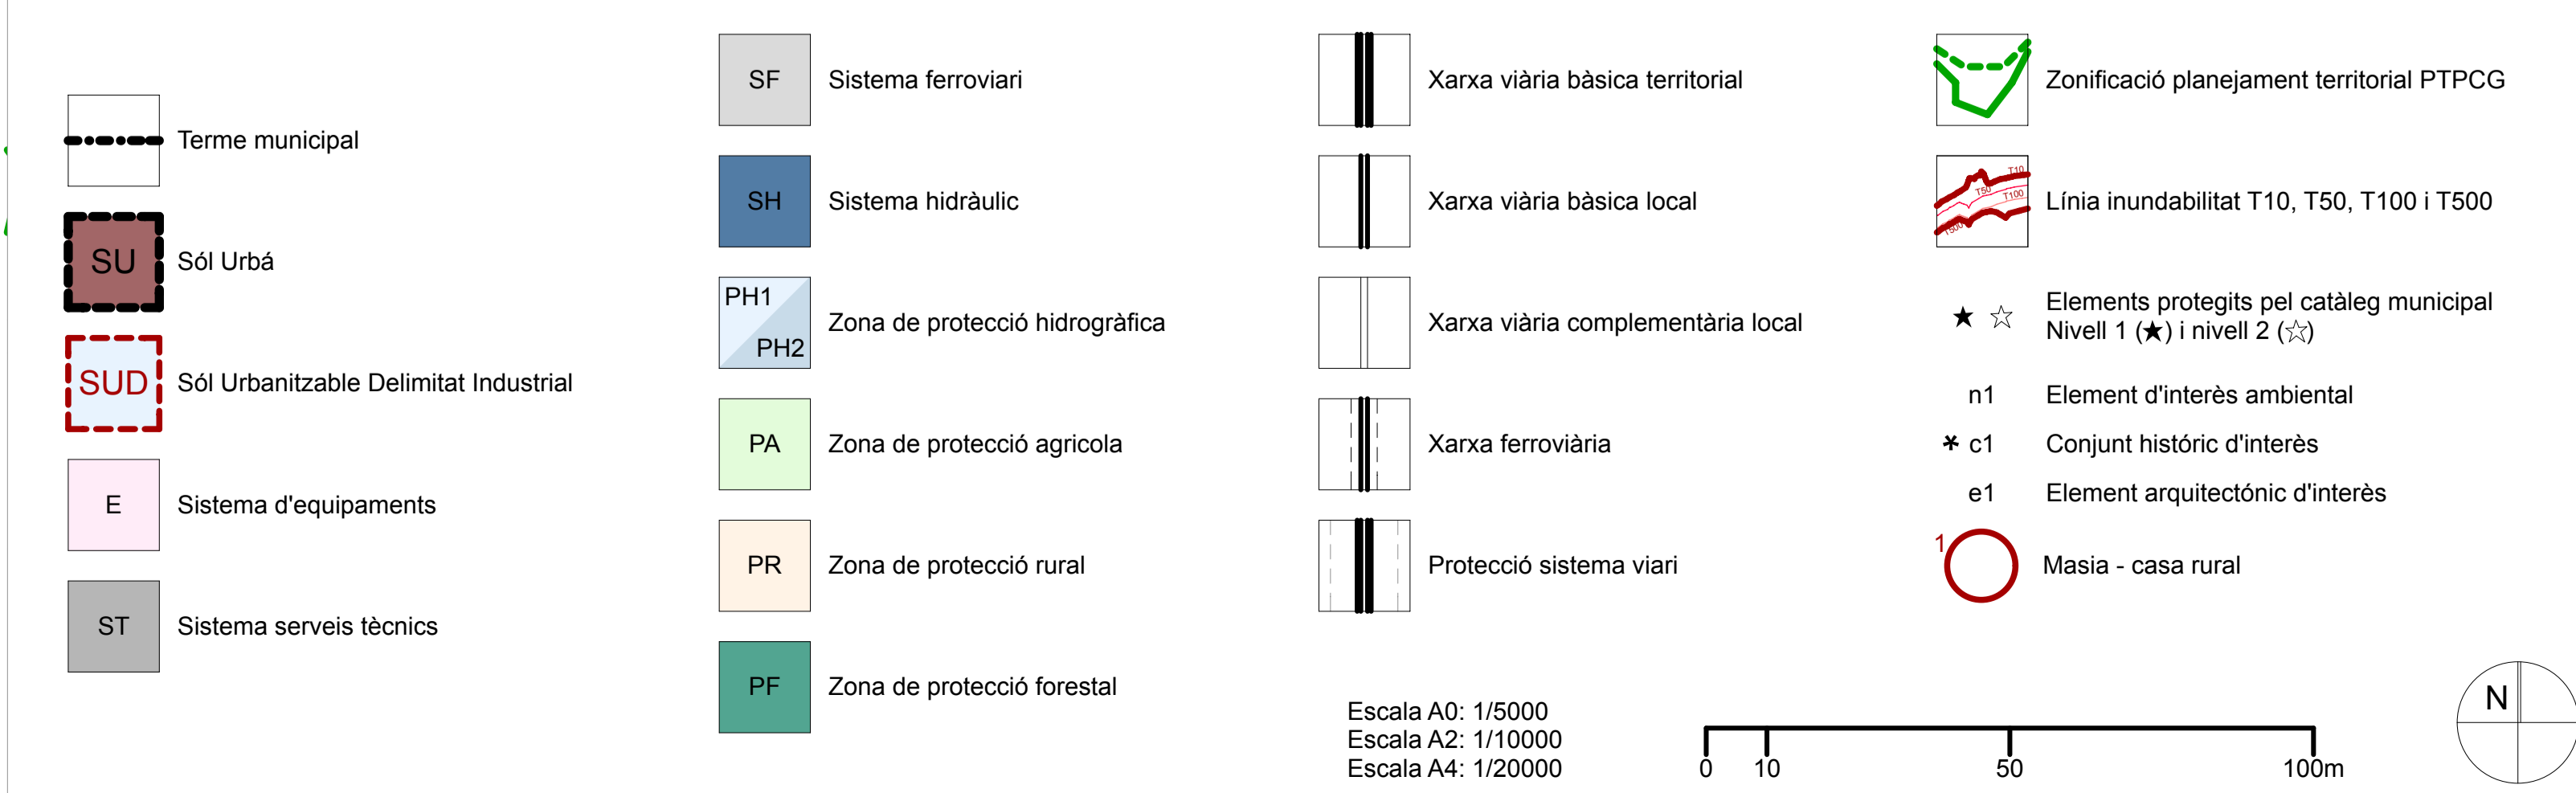 Terme municipal
SU Sól Urbá
SUD Sól Urbanitzable Delimitat Industrial
E Sistema d'equipaments
ST Sistema serveis tècnics
SF Sistema ferroviari
SH Sistema hidràulic
PH1
PH2
Zona de protecció hidrogràfica
PA Zona de protecció agricola
PR Zona de protecció rural
PF Zona de protecció forestal
Xarxa viària bàsica territorial
Xarxa viària bàsica local
Xarxa viària complementària local
Xarxa ferroviària
Protecció sistema viari
Zonificació planejament territorial PTPCG
T10
T50
T100
T500
Línia inundabilitat T10, T50, T100 i T500
★ ☆ Elements protegits pel catàleg municipal
Nivell 1 (★) i nivell 2 (☆)
n1 Element d'interès ambiental
* c1 Conjunt históric d'interès
e1 Element arquitectónic d'interès
1 Masia - casa rural
Escala A0: 1/5000
Escala A2: 1/10000
Escala A4: 1/20000
0 10 50 100m
N